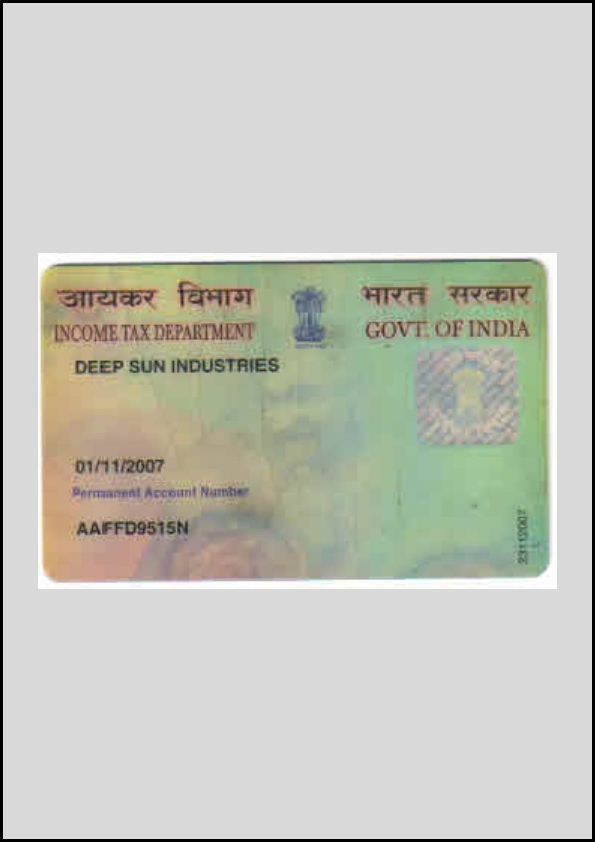 आयकर विभाग
भारत सरकार
INCOME TAX DEPARTMENT
GOVT. OF INDIA
DEEP SUN INDUSTRIES
01/11/2007
Permanent Account Number
AAFFD9515N
23112007